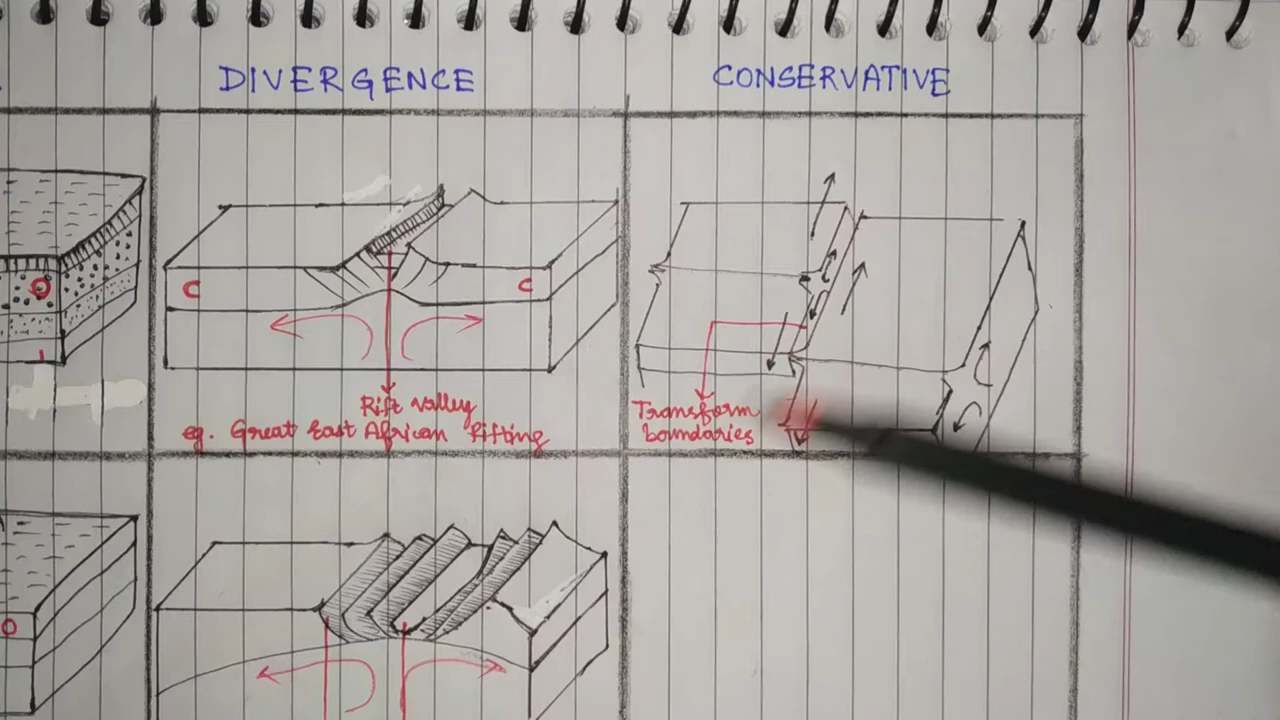 DIVERGENCE
CONSERVATIVE
O
C
C
Rift valley
eg. Great East African Rifting
Transform
boundaries
O